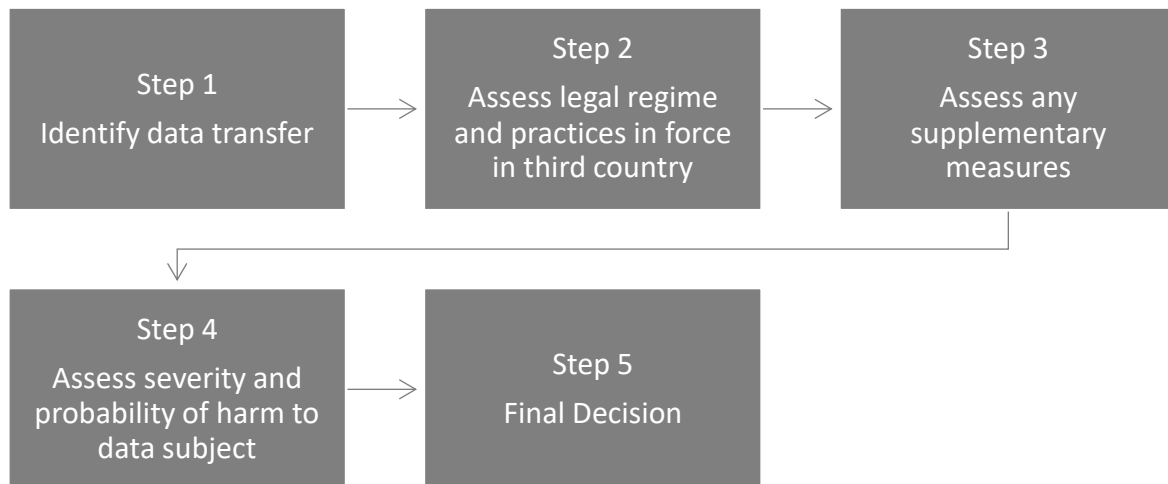 Step 1
Identify data transfer
Step 2
Assess legal regime
and practices in force
in third country
Step 3
Assess any
supplementary
measures
Step 4
Assess severity and
probability of harm to
data subject
Step 5
Final Decision